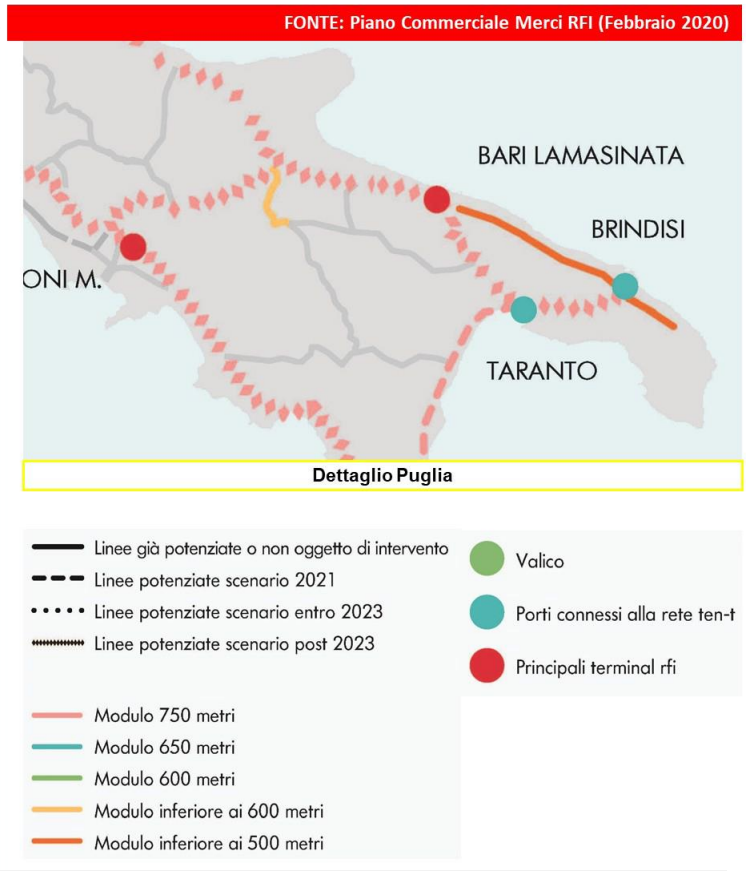 FONTE: Piano Commerciale Merci RFI (Febbraio 2020)
BARI LAMASINATA
BRINDISI
ONI M.
TARANTO
Dettaglio Puglia
Linee già potenziate o non oggetto di intervento
Linee potenziate scenario 2021
Linee potenziate scenario entro 2023
Linee potenziate scenario post 2023
Valico
Porti connessi alla rete ten-t
Principali terminal rfi
Modulo 750 metri
Modulo 650 metri
Modulo 600 metri
Modulo inferiore ai 600 metri
Modulo inferiore ai 500 metri